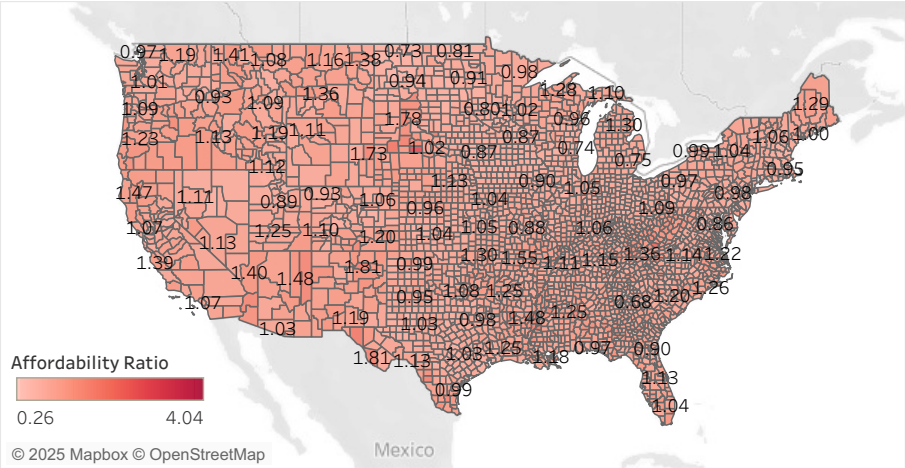 0.97 1.19 1.41 1.08 1.16 1.38 0.73 0.81
1.01 0.93 1.09 1.36 0.94 0.91 0.98 1.28 1.10
1.09 1.78 0.80 1.02 0.96 1.30 1.29
1.23 1.13 1.19 1.11 1.02 0.87 0.74 0.75 0.99 1.04 1.06 1.00
1.12 1.73 0.87 0.97 0.95
1.47 1.11 0.89 0.93 1.06 1.13 0.90 1.05 0.98
0.96 1.04 1.09
1.07 1.13 1.25 1.10 1.20 1.04 1.05 0.88 1.06 0.86
1.39 1.40 1.48 1.81 0.99 1.30 1.55 1.11 1.15 1.36 1.14 1.22
1.07 0.95 1.08 1.25 0.68 1.20 1.26
1.03 1.19 1.03 0.98 1.48 1.25
1.81 1.13 1.03 1.25 1.18 0.97 0.90
0.99 1.13
1.04
Affordability Ratio
0.26 4.04
Mexico
© 2025 Mapbox © OpenStreetMap